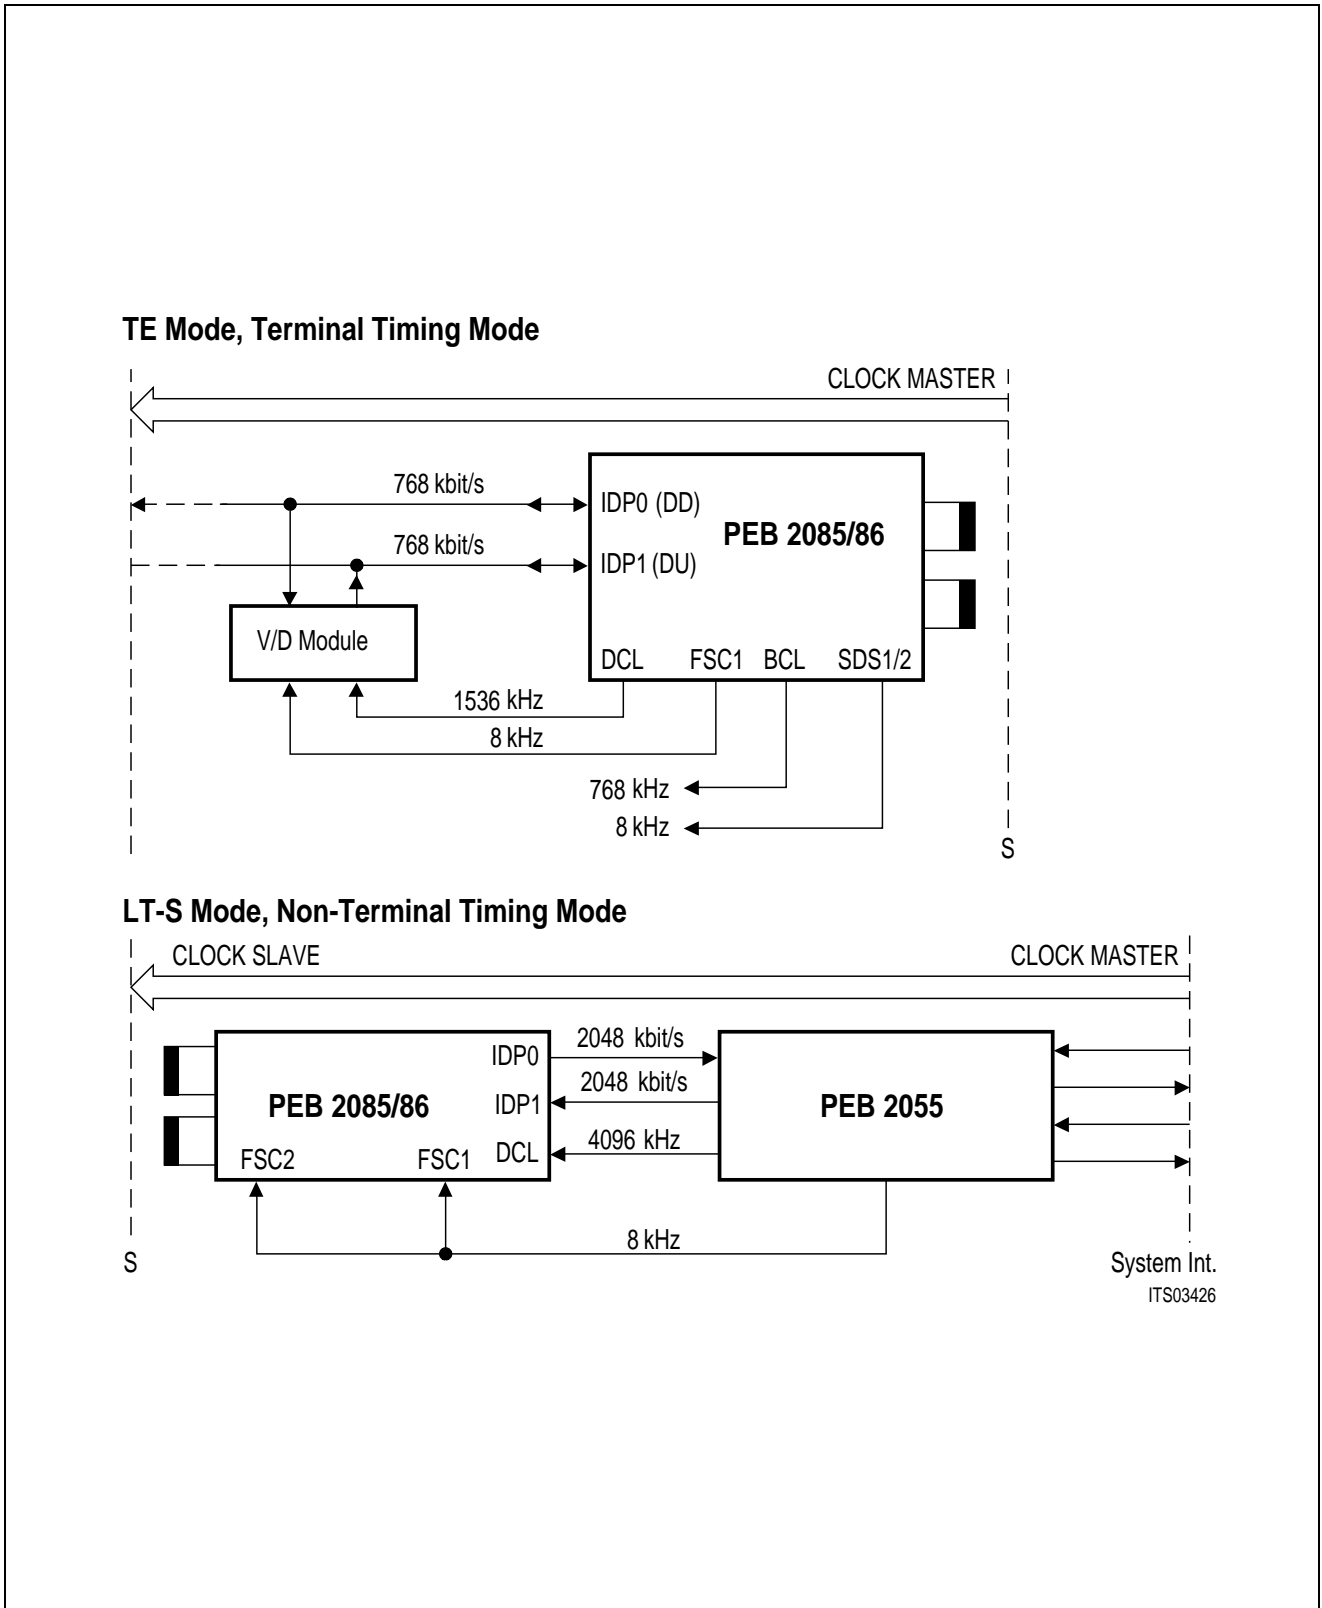 TE Mode, Terminal Timing Mode
CLOCK MASTER
768 kbit/s
IDP0 (DD)
PEB 2085/86
768 kbit/s
IDP1 (DU)
V/D Module
DCL FSC1 BCL SDS1/2
1536 kHz
8 kHz
768 kHz
8 kHz
S
LT-S Mode, Non-Terminal Timing Mode
CLOCK SLAVE CLOCK MASTER
IDP0 2048 kbit/s
2048 kbit/s
PEB 2085/86 IDP1 PEB 2055
4096 kHz
FSC2 FSC1 DCL
8 kHz
S System Int.
ITS03426